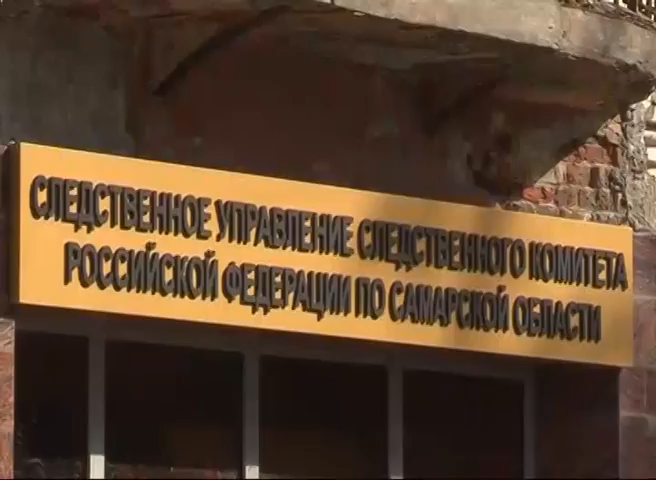 СЛЕДСТВЕННОЕ УПРАВЛЕНИЕ СЛЕДСТВЕННОГО КОМИТЕТА
РОССИЙСКОЙ ФЕДЕРАЦИИ ПО САМАРСКОЙ ОБЛАСТИ